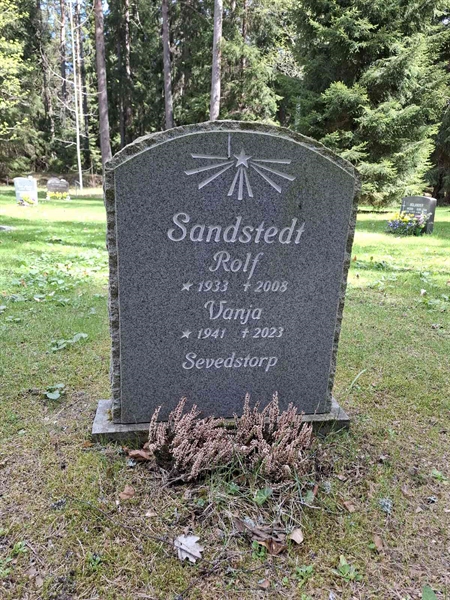 Sandstedt
Rolf
★ 1933 ✝ 2008
Vanja
★ 1941 ✝ 2023
Sevedstorp